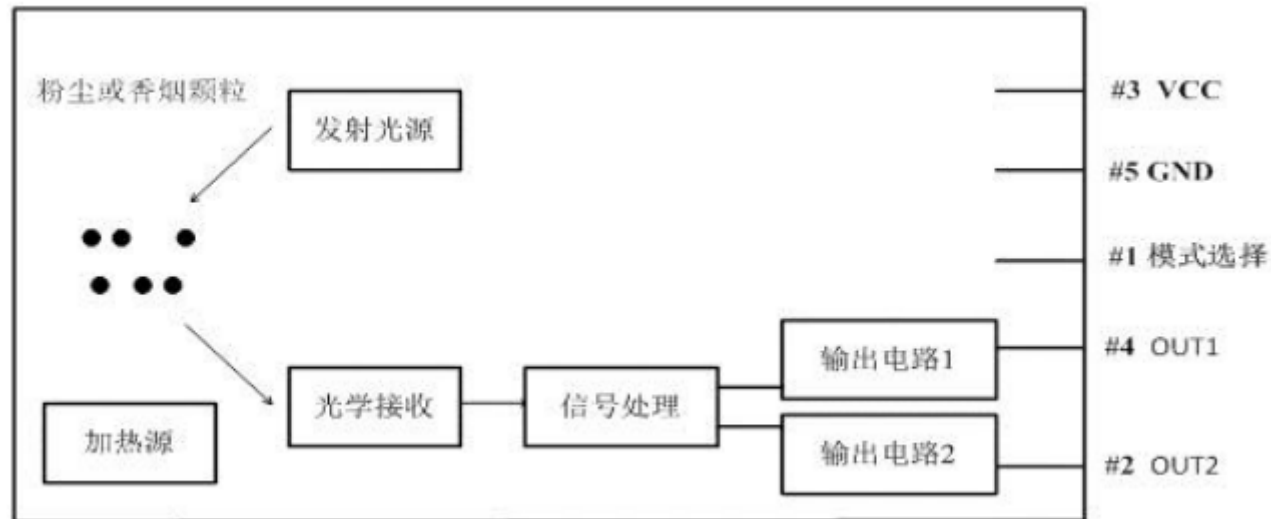 粉尘或香烟颗粒
发射光源
#3 VCC
#5 GND
#1 模式选择
输出电路1
#4 OUT1
光学接收
信号处理
加热源
输出电路2
#2 OUT2